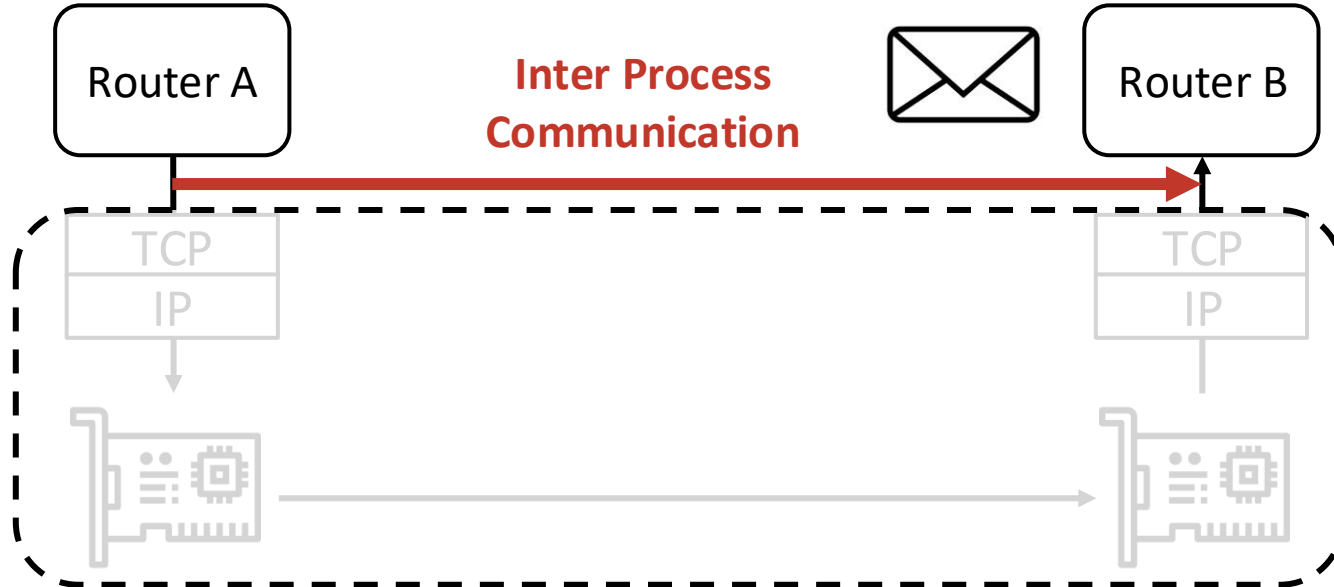 Router A
Inter Process
Communication
Router B
TCP
IP
TCP
IP